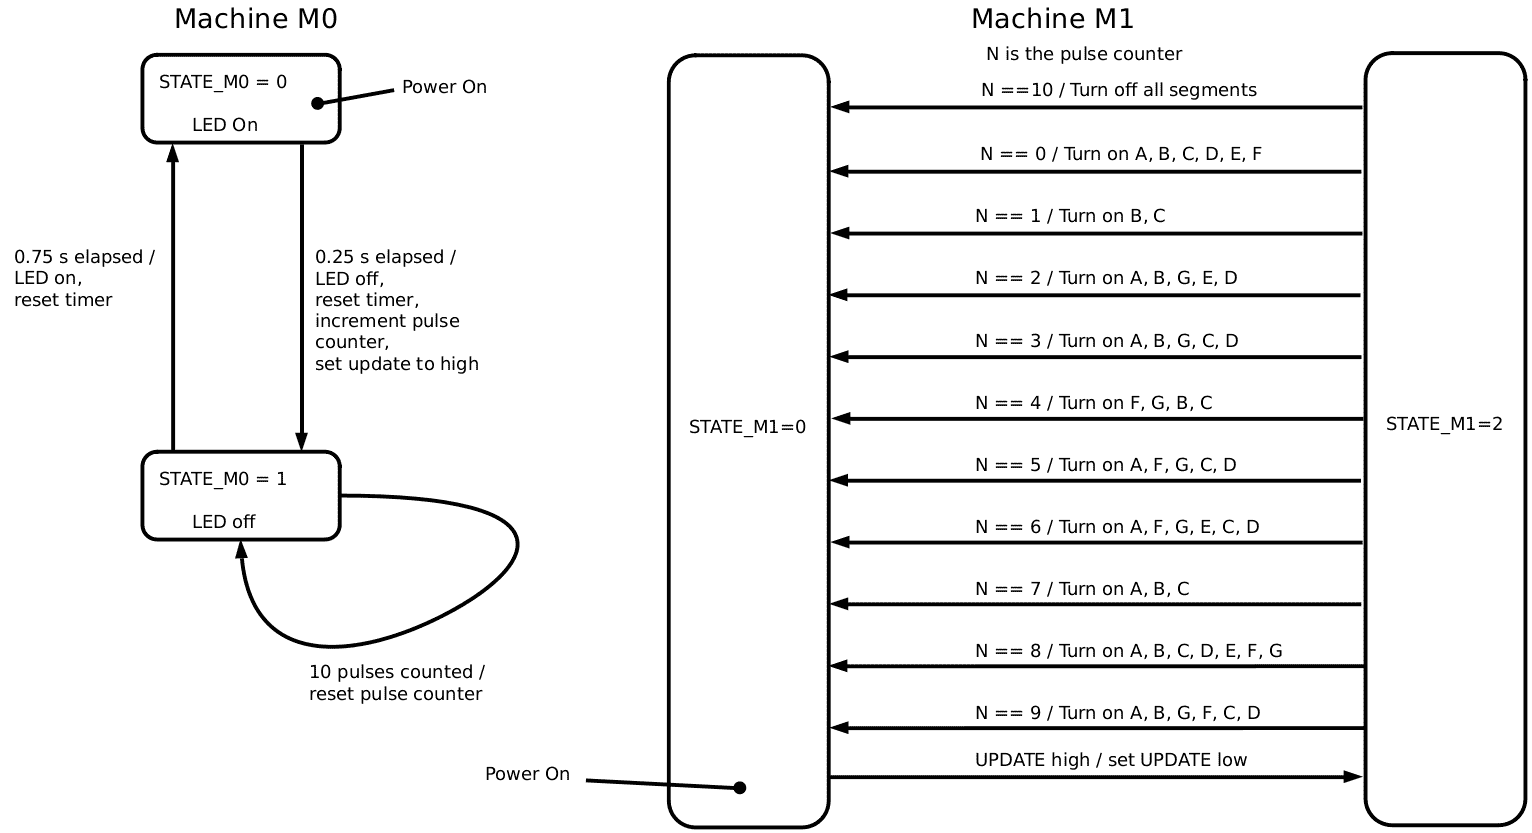 Machine M0
STATE_M0 = 0
LED On
Power On
0.75 s elapsed /
LED on,
reset timer
0.25 s elapsed /
LED off,
reset timer,
increment pulse
counter,
set update to high
STATE_M0 = 1
LED off
10 pulses counted /
reset pulse counter
Machine M1
N is the pulse counter
N ==10 / Turn off all segments
N == 0 / Turn on A, B, C, D, E, F
N == 1 / Turn on B, C
N == 2 / Turn on A, B, G, E, D
N == 3 / Turn on A, B, G, C, D
N == 4 / Turn on F, G, B, C
STATE_M1=0
STATE_M1=2
N == 5 / Turn on A, F, G, C, D
N == 6 / Turn on A, F, G, E, C, D
N == 7 / Turn on A, B, C
N == 8 / Turn on A, B, C, D, E, F, G
N == 9 / Turn on A, B, G, F, C, D
UPDATE high / set UPDATE low
Power On